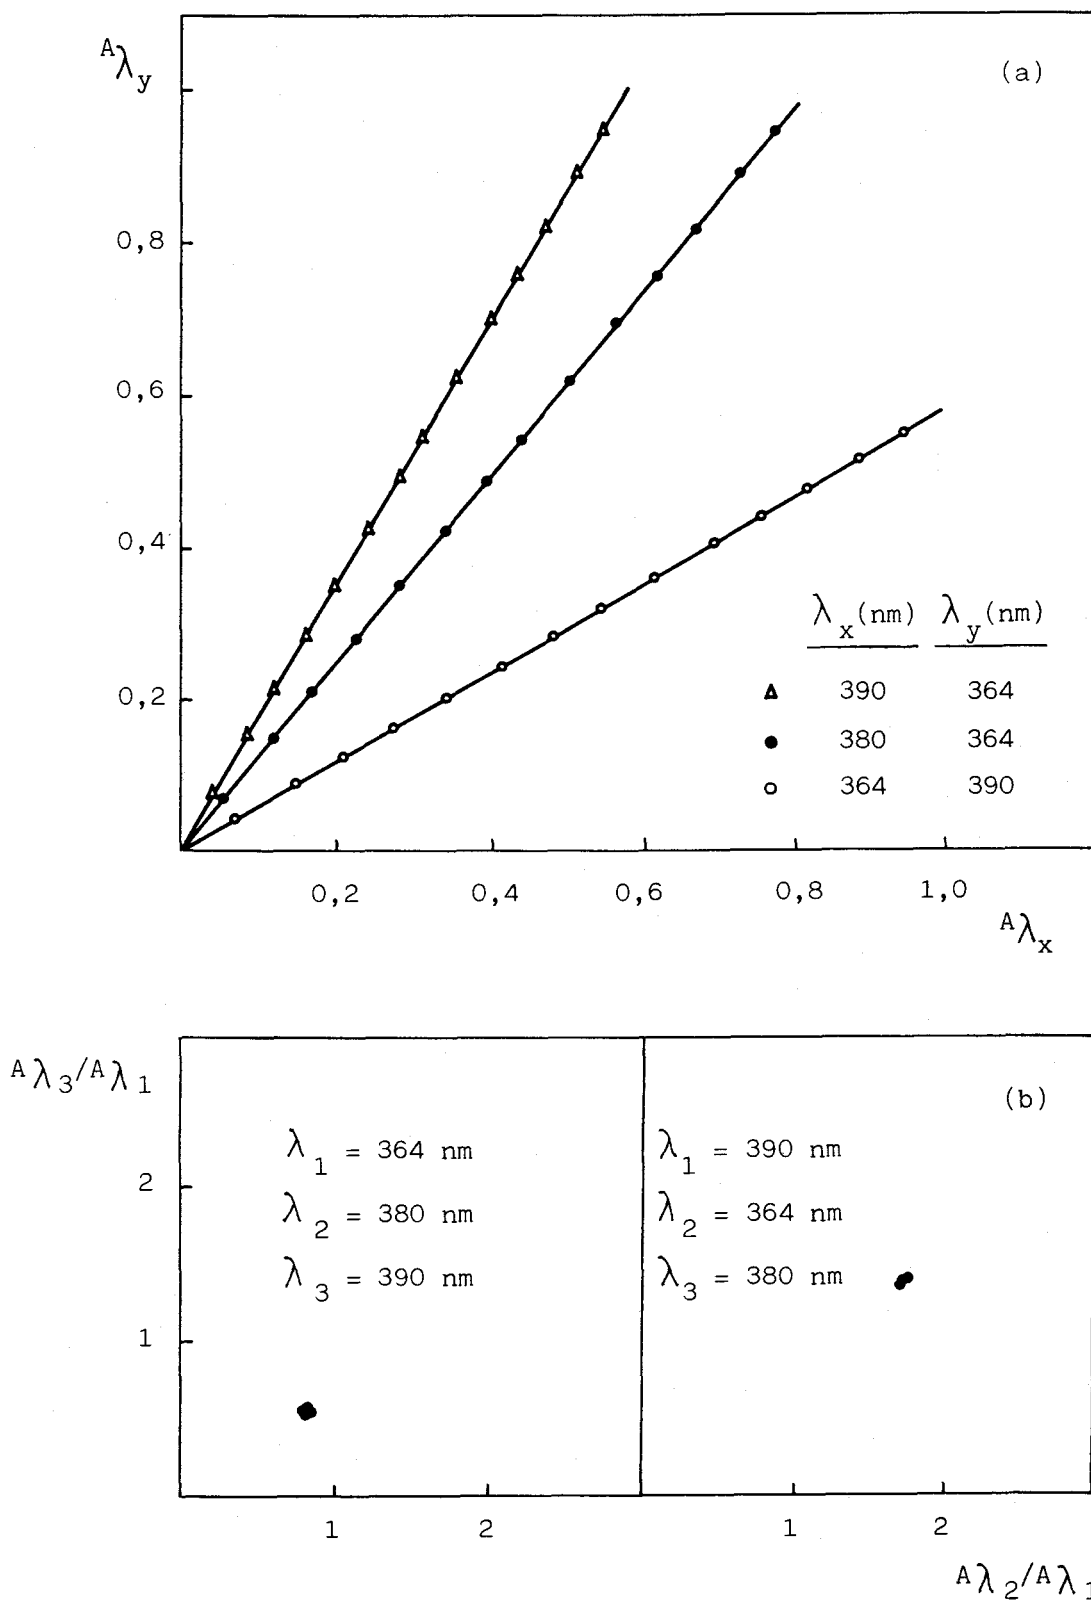 (a)
Aλy
0,8
0,6
0,4
0,2
λx(nm) λy(nm)
390 364
380 364
364 390
0,2 0,4 0,6 0,8 1,0
Aλx
Aλ3/Aλ1
(b)
λ1 = 364 nm λ1 = 390 nm
2
λ2 = 380 nm λ2 = 364 nm
λ3 = 390 nm λ3 = 380 nm
1
1 2 1 2
Aλ2/Aλ1